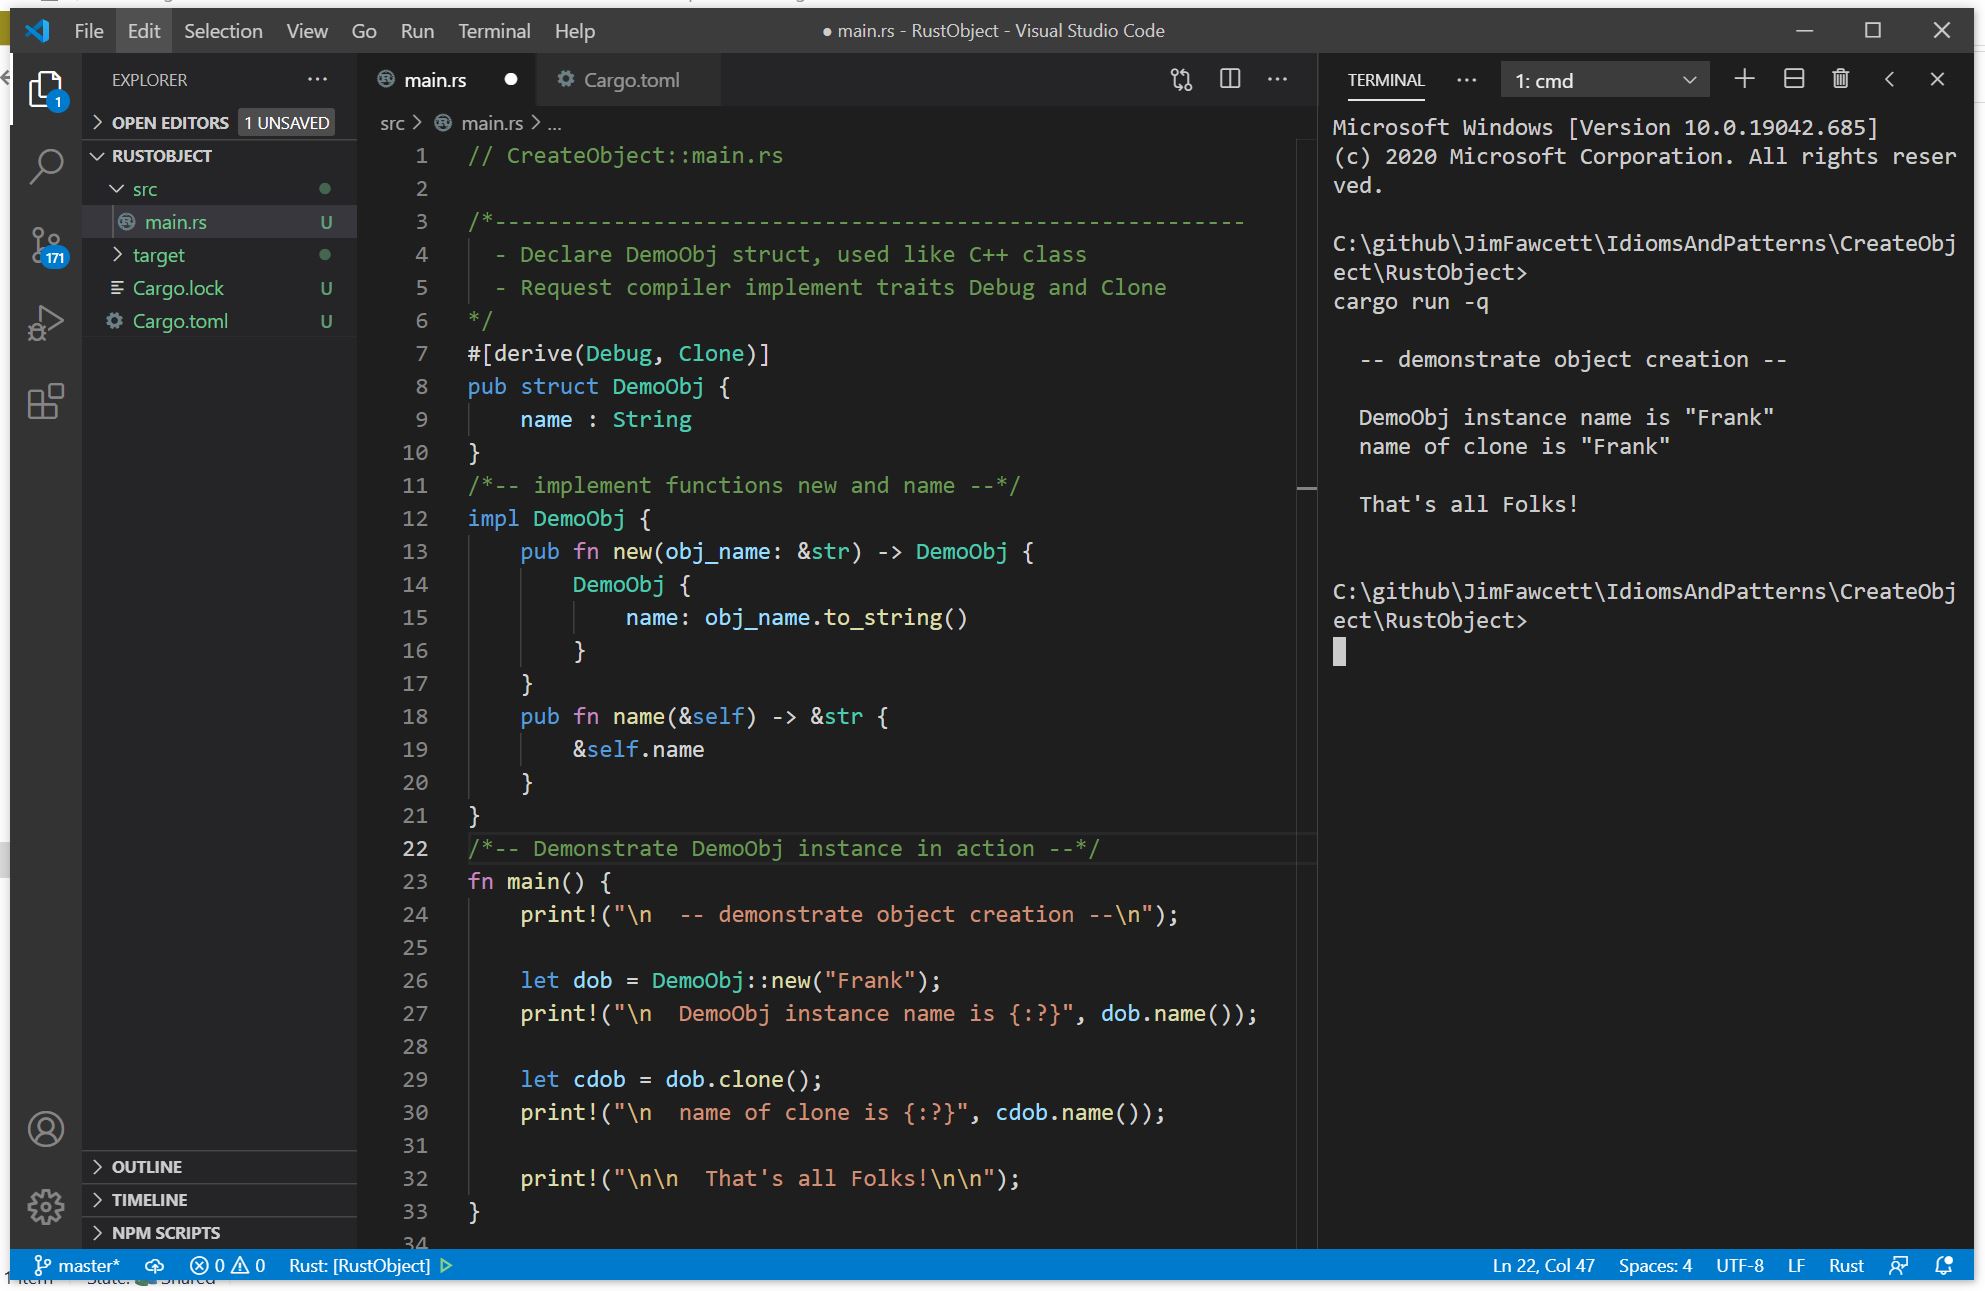 File Edit Selection View Go Run Terminal Help ● main.rs - RustObject - Visual Studio Code
EXPLORER ···
1
171
OPEN EDITORS 1 UNSAVED
RUSTOBJECT
src
main.rs U
target
Cargo.lock U
Cargo.toml U
OUTLINE
TIMELINE
NPM SCRIPTS
main.rs ● Cargo.toml ···
src > main.rs > ...
1 // CreateObject::main.rs
2
3 /*---------------------------------------------------------
4   - Declare DemoObj struct, used like C++ class
5   - Request compiler implement traits Debug and Clone
6 */
7 #[derive(Debug, Clone)]
8 pub struct DemoObj {
9     name : String
10 }
11 /*-- implement functions new and name --*/
12 impl DemoObj {
13     pub fn new(obj_name: &str) -> DemoObj {
14         DemoObj {
15             name: obj_name.to_string()
16         }
17     }
18     pub fn name(&self) -> &str {
19         &self.name
20     }
21 }
22 /*-- Demonstrate DemoObj instance in action --*/
23 fn main() {
24     print!("\n  -- demonstrate object creation --\n");
25
26     let dob = DemoObj::new("Frank");
27     print!("\n  DemoObj instance name is {:?}", dob.name());
28
29     let cdob = dob.clone();
30     print!("\n  name of clone is {:?}", cdob.name());
31
32     print!("\n\n  That's all Folks!\n\n");
33 }
34
TERMINAL ··· 1: cmd
Microsoft Windows [Version 10.0.19042.685]
(c) 2020 Microsoft Corporation. All rights reser
ved.
C:\github\JimFawcett\IdiomsAndPatterns\CreateObj
ect\RustObject>
cargo run -q
  -- demonstrate object creation --
  DemoObj instance name is "Frank"
  name of clone is "Frank"
  That's all Folks!
C:\github\JimFawcett\IdiomsAndPatterns\CreateObj
ect\RustObject>
master* 0 0 Rust: [RustObject] Ln 22, Col 47 Spaces: 4 UTF-8 LF Rust